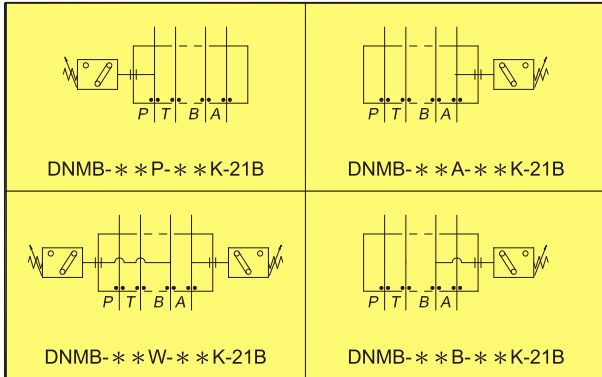 P T B A
DNMB-＊＊P-＊＊K-21B
P T B A
DNMB-＊＊A-＊＊K-21B
P T B A
DNMB-＊＊W-＊＊K-21B
P T B A
DNMB-＊＊B-＊＊K-21B